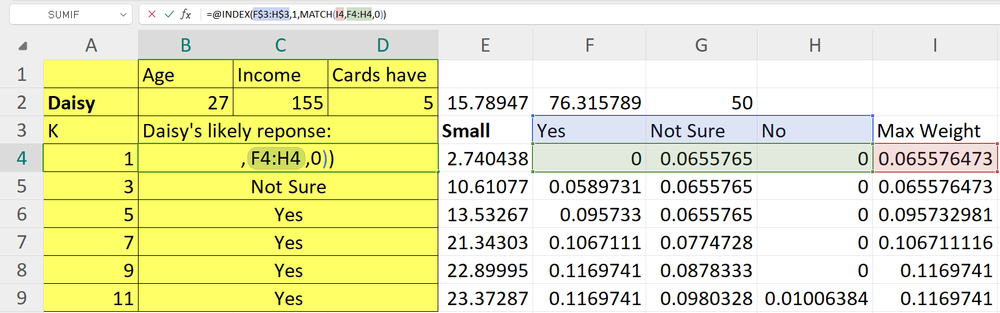 SUMIF =@INDEX(F$3:H$3,1,MATCH(I4,F4:H4,0))
A B C D E F G H I
1 Age Income Cards have
2 Daisy 27 155 5 15.78947 76.315789 50
3 K Daisy's likely reponse: Small Yes Not Sure No Max Weight
4 1 ,F4:H4,0)) 2.740438 0 0.0655765 0 0.065576473
5 3 Not Sure 10.61077 0.0589731 0.0655765 0 0.065576473
6 5 Yes 13.53267 0.095733 0.0655765 0 0.095732981
7 7 Yes 21.34303 0.1067111 0.0774728 0 0.106711116
8 9 Yes 22.89995 0.1169741 0.0878333 0 0.1169741
9 11 Yes 23.37287 0.1169741 0.0980328 0.01006384 0.1169741